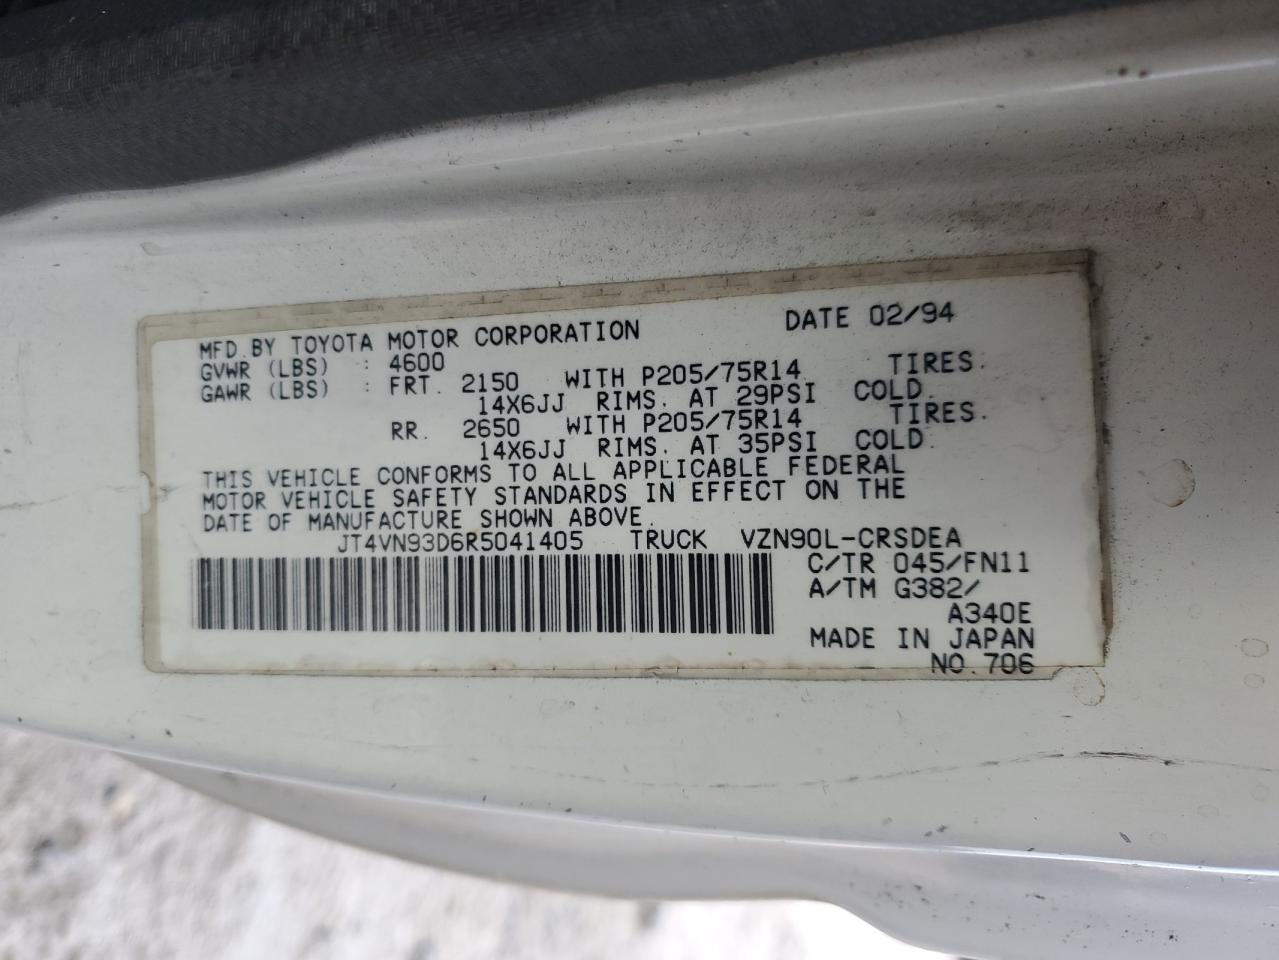 MFD.BY TOYOTA MOTOR CORPORATION DATE 02/94
GVWR (LBS) : 4600
GAWR (LBS) : FRT. 2150 WITH P205/75R14 TIRES.
14X6JJ RIMS. AT 29PSI COLD.
RR. 2650 WITH P205/75R14 TIRES.
14X6JJ RIMS. AT 35PSI COLD.
THIS VEHICLE CONFORMS TO ALL APPLICABLE FEDERAL
MOTOR VEHICLE SAFETY STANDARDS IN EFFECT ON THE
DATE OF MANUFACTURE SHOWN ABOVE.
JT4VN93D6R5041405 TRUCK VZN90L-CRSDEA
C/TR 045/FN11
A/TM G382/
A340E
MADE IN JAPAN
NO.706